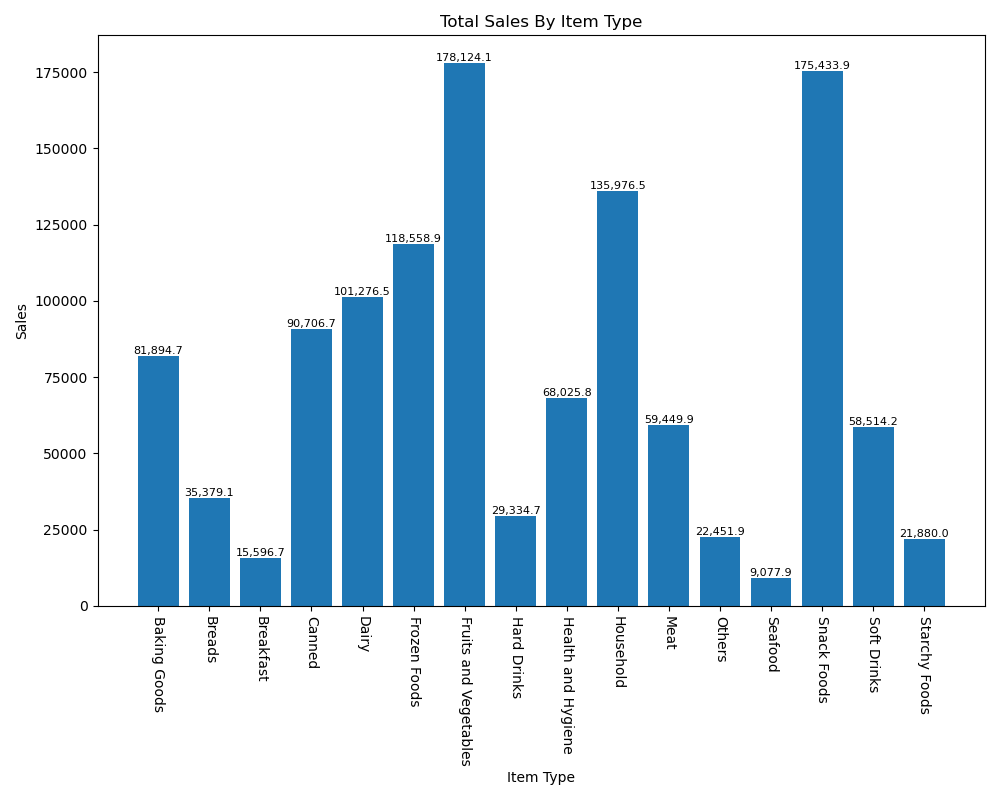 Total Sales By Item Type
Sales
175000
150000
125000
100000
75000
50000
25000
0
81,894.7
35,379.1
15,596.7
90,706.7
101,276.5
118,558.9
178,124.1
29,334.7
68,025.8
135,976.5
59,449.9
22,451.9
9,077.9
175,433.9
58,514.2
21,880.0
Baking Goods
Breads
Breakfast
Canned
Dairy
Frozen Foods
Fruits and Vegetables
Hard Drinks
Health and Hygiene
Household
Meat
Others
Seafood
Snack Foods
Soft Drinks
Starchy Foods
Item Type